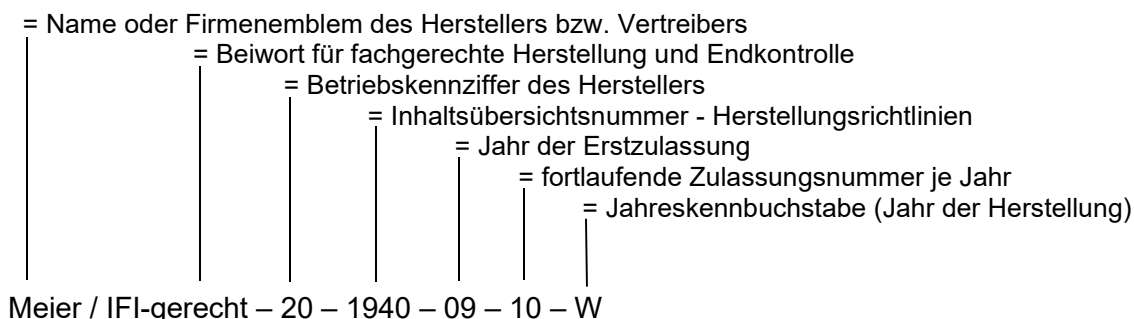 = Name oder Firmenemblem des Herstellers bzw. Vertreibers
= Beiwort für fachgerechte Herstellung und Endkontrolle
= Betriebskennziffer des Herstellers
= Inhaltsübersichtsnummer - Herstellungsrichtlinien
= Jahr der Erstzulassung
= fortlaufende Zulassungsnummer je Jahr
= Jahreskennbuchstabe (Jahr der Herstellung)
Meier / IFI-gerecht – 20 – 1940 – 09 – 10 – W